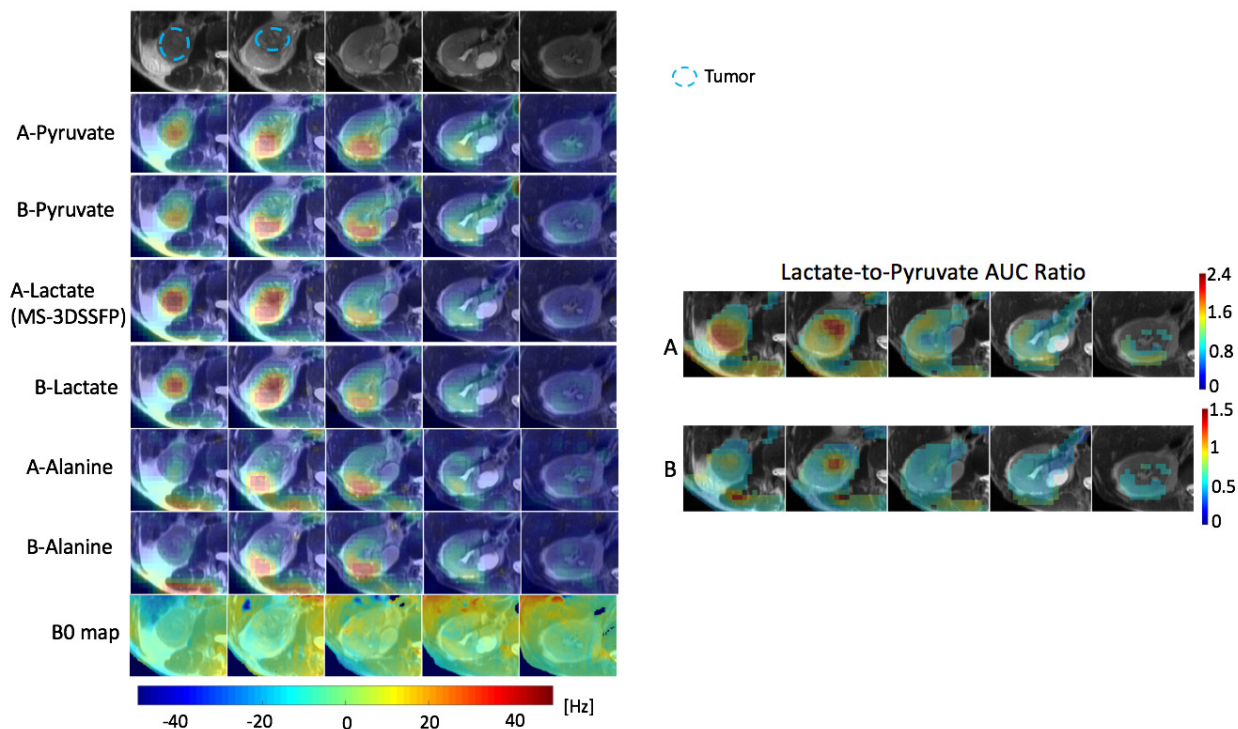 Tumor
A-Pyruvate
B-Pyruvate
A-Lactate
(MS-3DSSFP)
B-Lactate
A-Alanine
B-Alanine
B0 map
-40 -20 0 20 40 [Hz]
Lactate-to-Pyruvate AUC Ratio
A
2.4
1.6
0.8
0
B
1.5
1
0.5
0